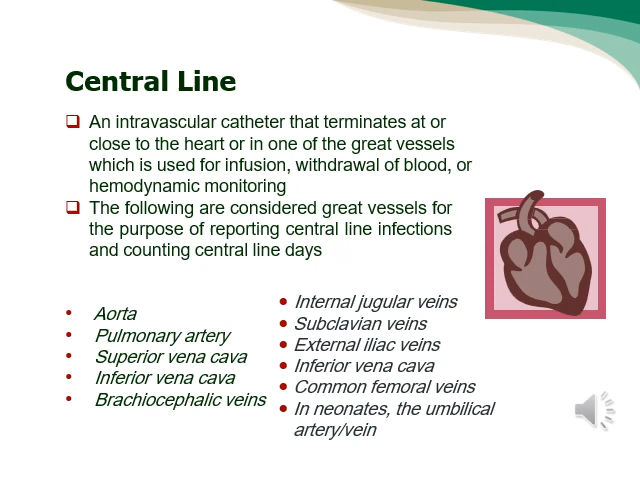 Central Line
An intravascular catheter that terminates at or
close to the heart or in one of the great vessels
which is used for infusion, withdrawal of blood, or
hemodynamic monitoring
The following are considered great vessels for
the purpose of reporting central line infections
and counting central line days
• Aorta
• Pulmonary artery
• Superior vena cava
• Inferior vena cava
• Brachiocephalic veins
• Internal jugular veins
• Subclavian veins
• External iliac veins
• Inferior vena cava
• Common femoral veins
• In neonates, the umbilical
artery/vein